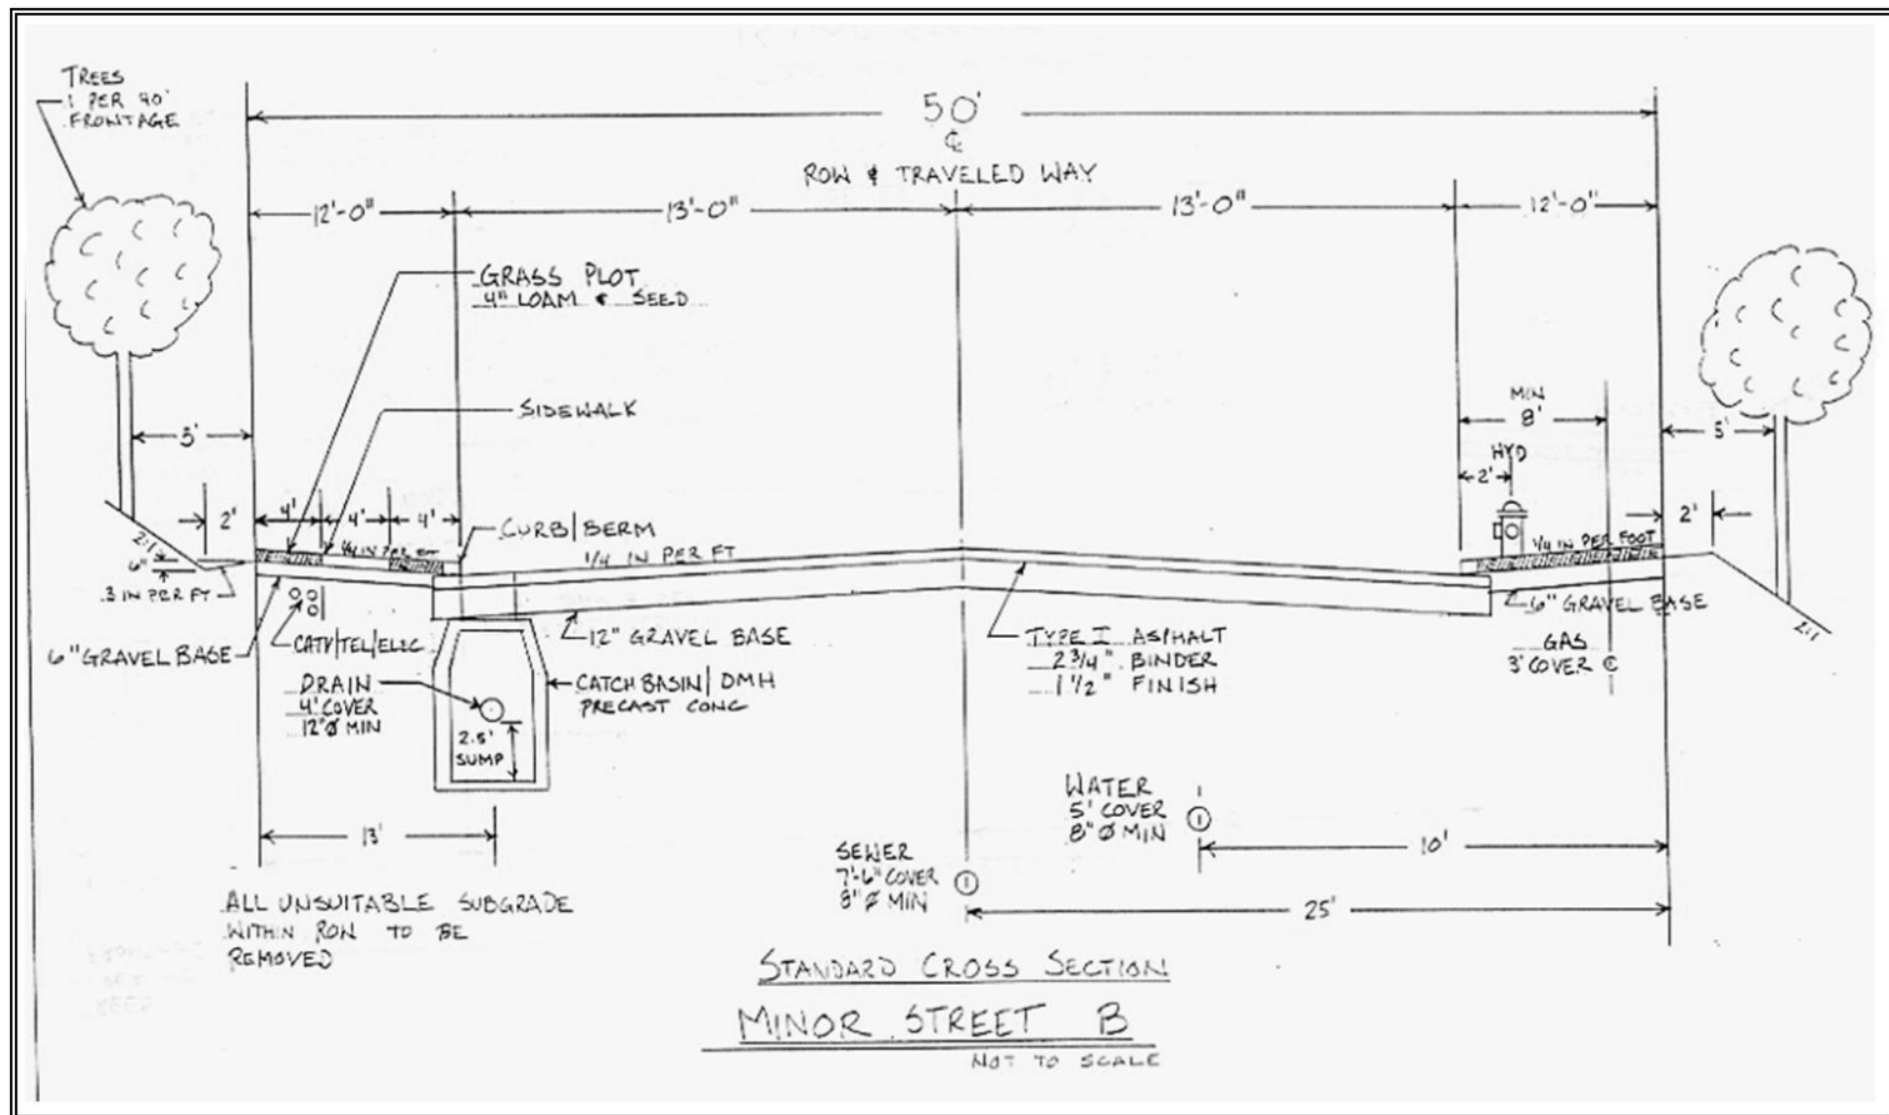 TREES
1 PER 40'
FRONTAGE
50'
℄
ROW & TRAVELED WAY
12'-0"
13'-0"
13'-0"
12'-0"
GRASS PLOT
4" LOAM & SEED
SIDEWALK
MIN
8'
5'
5'
HYD
2'
2'
4'
4'
4'
CURB/BERM
2'
2:1
6"
1/4 IN PER FT
1/4 IN PER FT
1/4 IN PER FOOT
.3 IN PER FT
6" GRAVEL BASE
CATV/TEL/ELEC
12" GRAVEL BASE
TYPE I ASPHALT
2 3/4" BINDER
1 1/2" FINISH
6" GRAVEL BASE
2:1
GAS
3' COVER ℄
DRAIN
4' COVER
12"Ø MIN
CATCH BASIN/DMH
PRECAST CONC
2.5'
SUMP
WATER
5' COVER
8" Ø MIN
13'
10'
SEWER
7'-6" COVER
8" Ø MIN
25'
ALL UNSUITABLE SUBGRADE
WITHIN ROW TO BE
REMOVED
STANDARD CROSS SECTION
MINOR STREET B
NOT TO SCALE